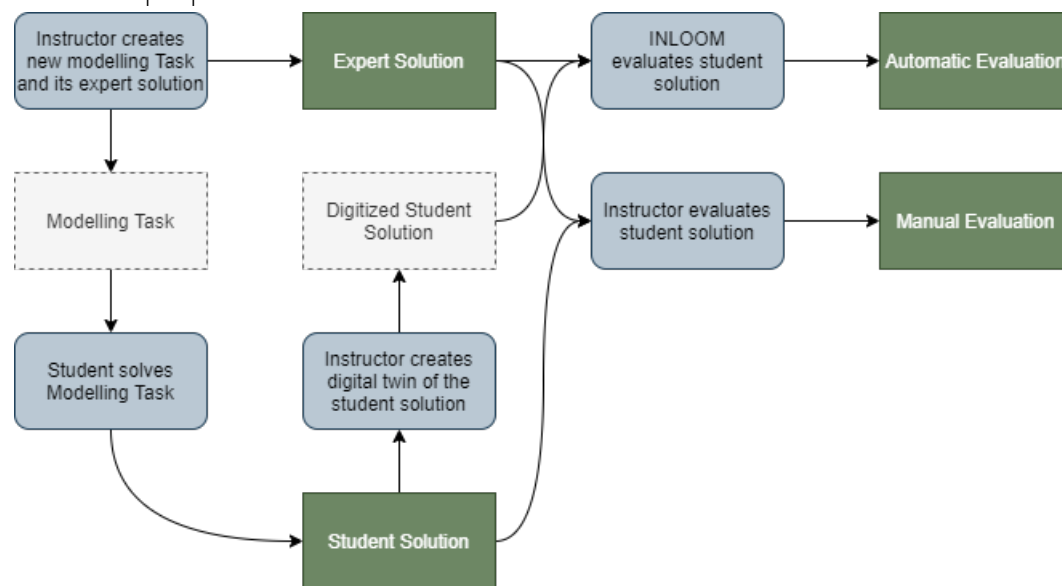 Instructor creates
new modelling Task
and its expert solution
Expert Solution
INLOOM
evaluates student
solution
Automatic Evaluation
Modelling Task
Digitized Student
Solution
Instructor evaluates
student solution
Manual Evaluation
Student solves
Modelling Task
Instructor creates
digital twin of the
student solution
Student Solution